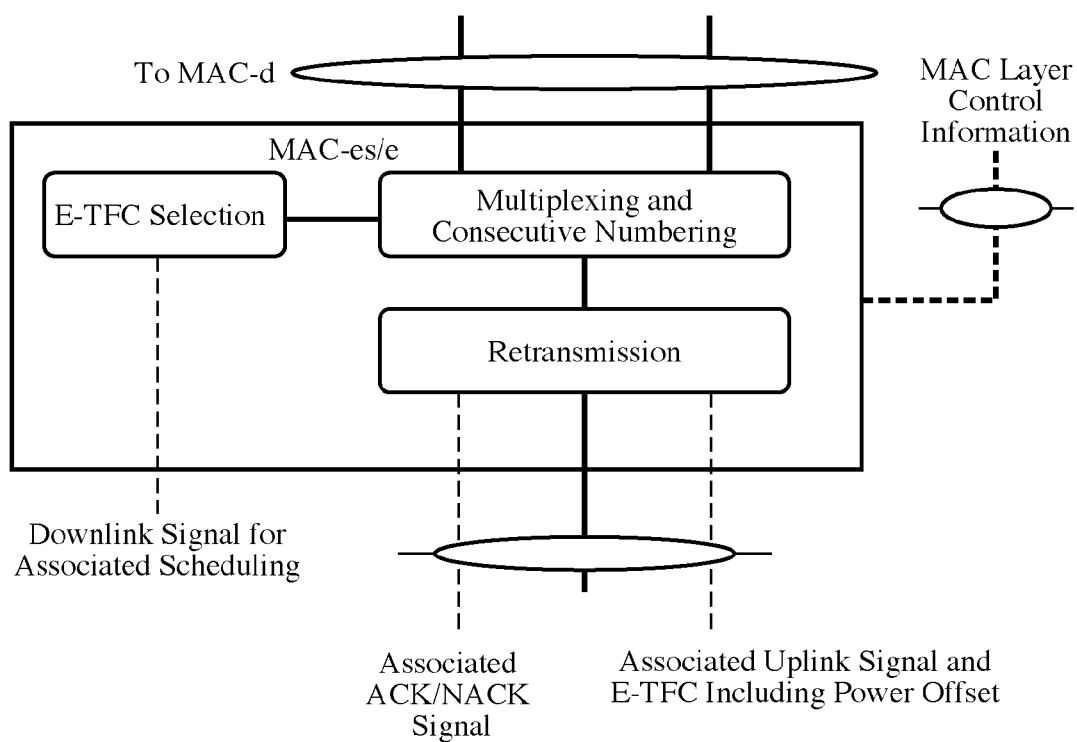 To MAC-d
MAC Layer
Control
Information
MAC-es/e
E-TFC Selection
Multiplexing and
Consecutive Numbering
Retransmission
Downlink Signal for
Associated Scheduling
Associated
ACK/NACK
Signal
Associated Uplink Signal and
E-TFC Including Power Offset